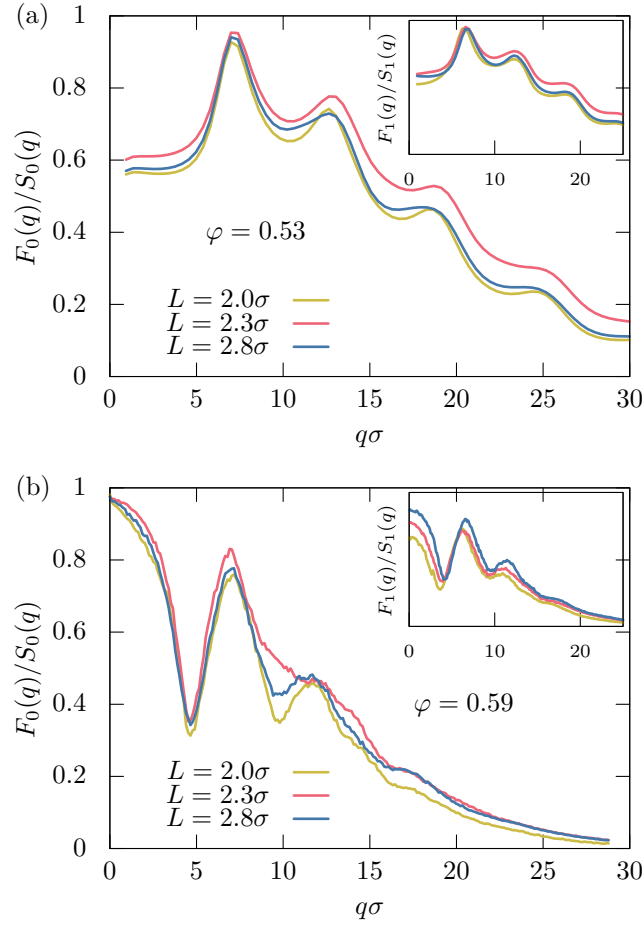 (a)
F₀(q)/S₀(q)
1
0.8
0.6
0.4
0.2
0
0 5 10 15 20 25 30
qσ
φ = 0.53
L = 2.0σ
L = 2.3σ
L = 2.8σ
F₁(q)/S₁(q)
0 10 20
(b)
F₀(q)/S₀(q)
1
0.8
0.6
0.4
0.2
0
0 5 10 15 20 25 30
qσ
φ = 0.59
L = 2.0σ
L = 2.3σ
L = 2.8σ
F₁(q)/S₁(q)
0 10 20